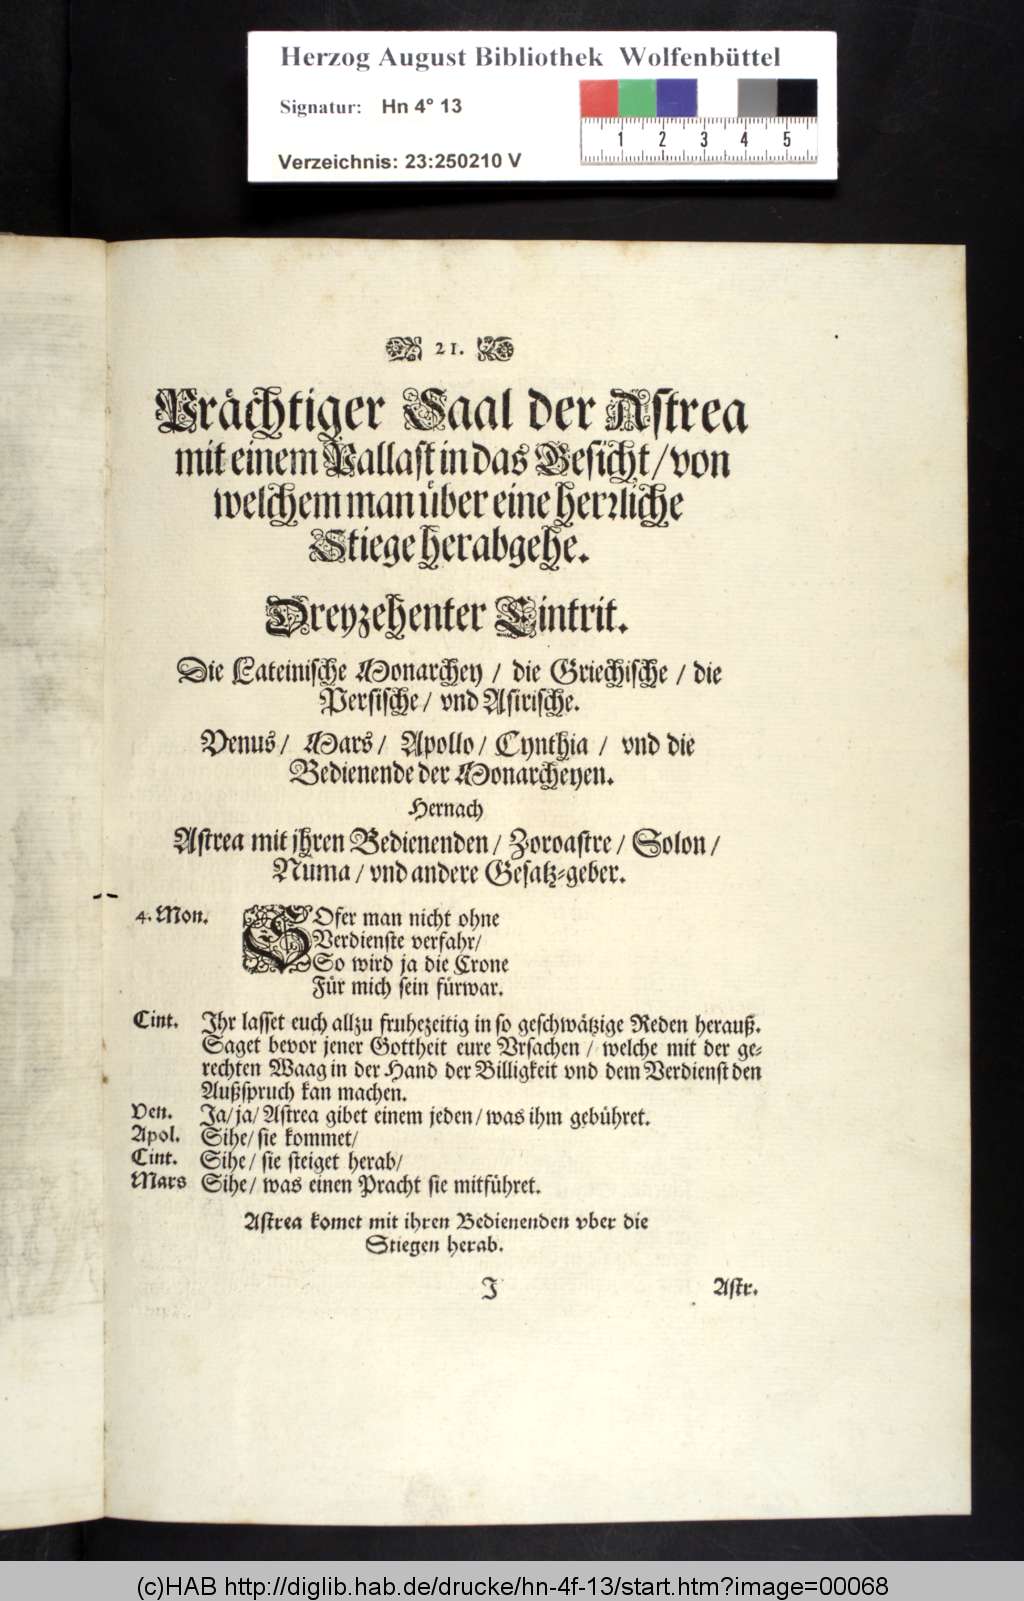 Herzog August Bibliothek Wolfenbüttel
Signatur: Hn 4° 13
Verzeichnis: 23:250210 V
1 2 3 4 5
21.
Prächtiger Saal der Astrea
mit einem Pallast in das Gesicht / von
welchem man über eine herrliche
Stiege herabgehe.
Dreyzehenter Eintrit.
Die Lateinische Monarchey / die Griechische / die
Persische / vnd Asirische.
Venus / Mars / Apollo / Cynthia / vnd die
Bedienende der Monarcheyen.
Hernach
Astrea mit jhren Bedienenden / Zoroastre / Solon /
Numa / vnd andere Gesatz-geber.
4. Mon. SOfer man nicht ohne
Verdienste verfahr /
So wird ja die Crone
Für mich sein fürwar.
Cint. Ihr lasset euch allzu fruhezeitig in so geschwätzige Reden herauß.
Saget bevor jener Gottheit eure Vrsachen / welche mit der ge-
rechten Waag in der Hand der Billigkeit vnd dem Verdienst den
Außspruch kan machen.
Ven. Ja / ja / Astrea gibet einem jeden / was ihm gebühret.
Apol. Sihe / sie kommet /
Cint. Sihe / sie steiget herab /
Mars Sihe / was einen Pracht sie mitführet.
Astrea komet mit ihren Bedienenden vber die
Stiegen herab.
J Astr.
(c)HAB http://diglib.hab.de/drucke/hn-4f-13/start.htm?image=00068